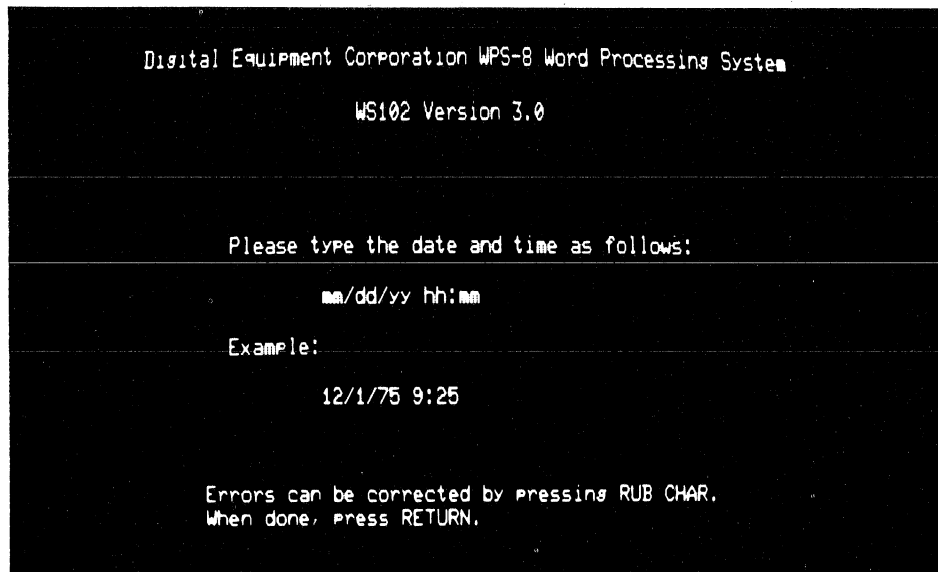 Digital Equipment Corporation WPS-8 Word Processing System
WS102 Version 3.0
Please type the date and time as follows:
mm/dd/yy hh:mm
Example:
12/1/75 9:25
Errors can be corrected by pressing RUB CHAR.
When done, press RETURN.